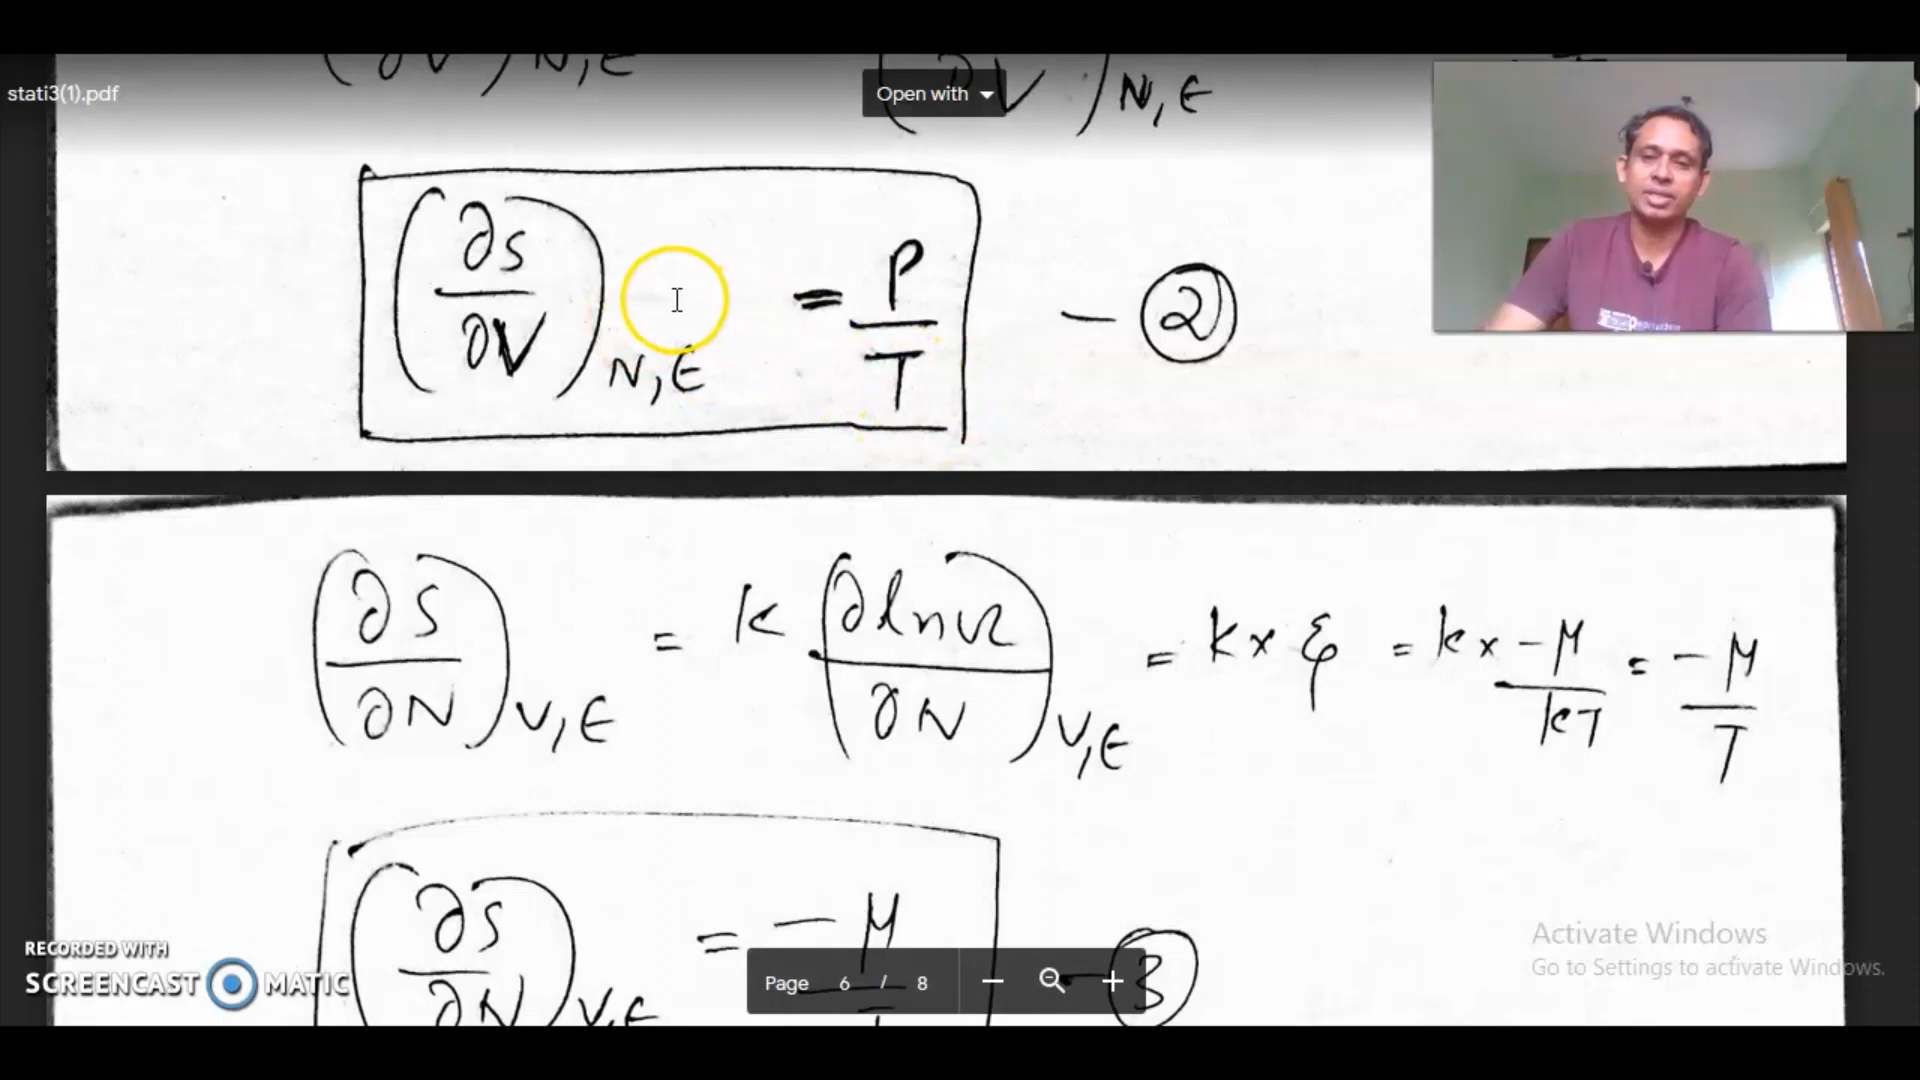 stati3(1).pdf
Open with
(∂V)N,E (∂V)N,E
(∂S/∂V)N,E = P/T — ②
(∂S/∂N)V,E = k (∂lnΩ/∂N)V,E = k x ξ = k x -μ/kT = -μ/T
(∂S/∂N)V,E = -μ/T — ③
Page 6 / 8
RECORDED WITH
SCREENCAST MATIC
Activate Windows
Go to Settings to activate Windows.